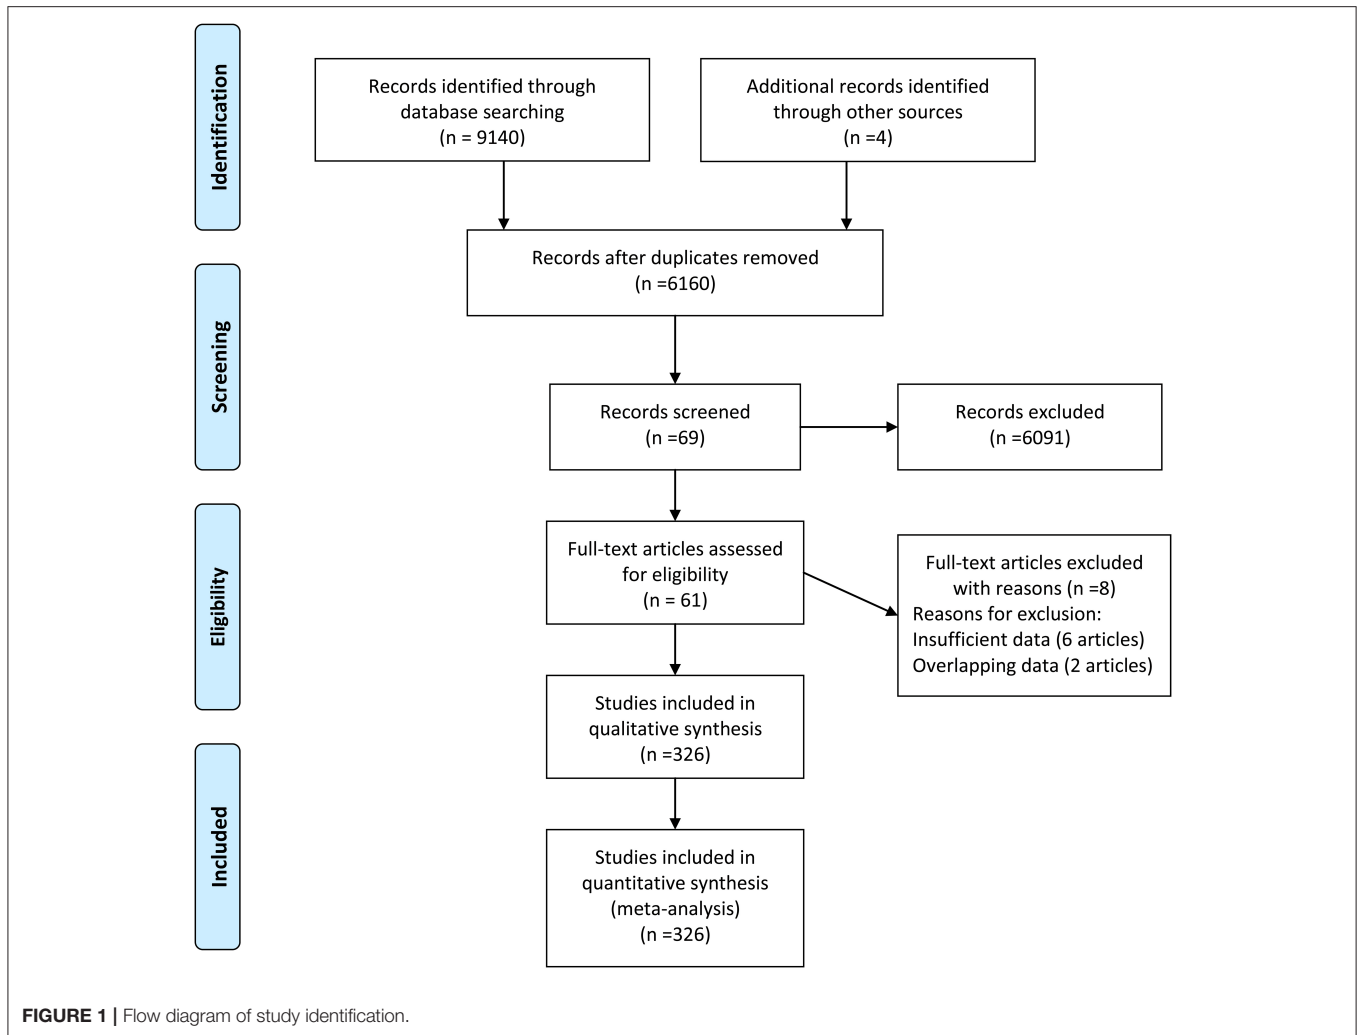 Identification
Records identified through
database searching
(n = 9140)
Additional records identified
through other sources
(n =4)
Records after duplicates removed
(n =6160)
Screening
Records screened
(n =69)
Records excluded
(n =6091)
Eligibility
Full-text articles assessed
for eligibility
(n = 61)
Full-text articles excluded
with reasons (n =8)
Reasons for exclusion:
Insufficient data (6 articles)
Overlapping data (2 articles)
Studies included in
qualitative synthesis
(n =326)
Included
Studies included in
quantitative synthesis
(meta-analysis)
(n =326)
FIGURE 1 | Flow diagram of study identification.